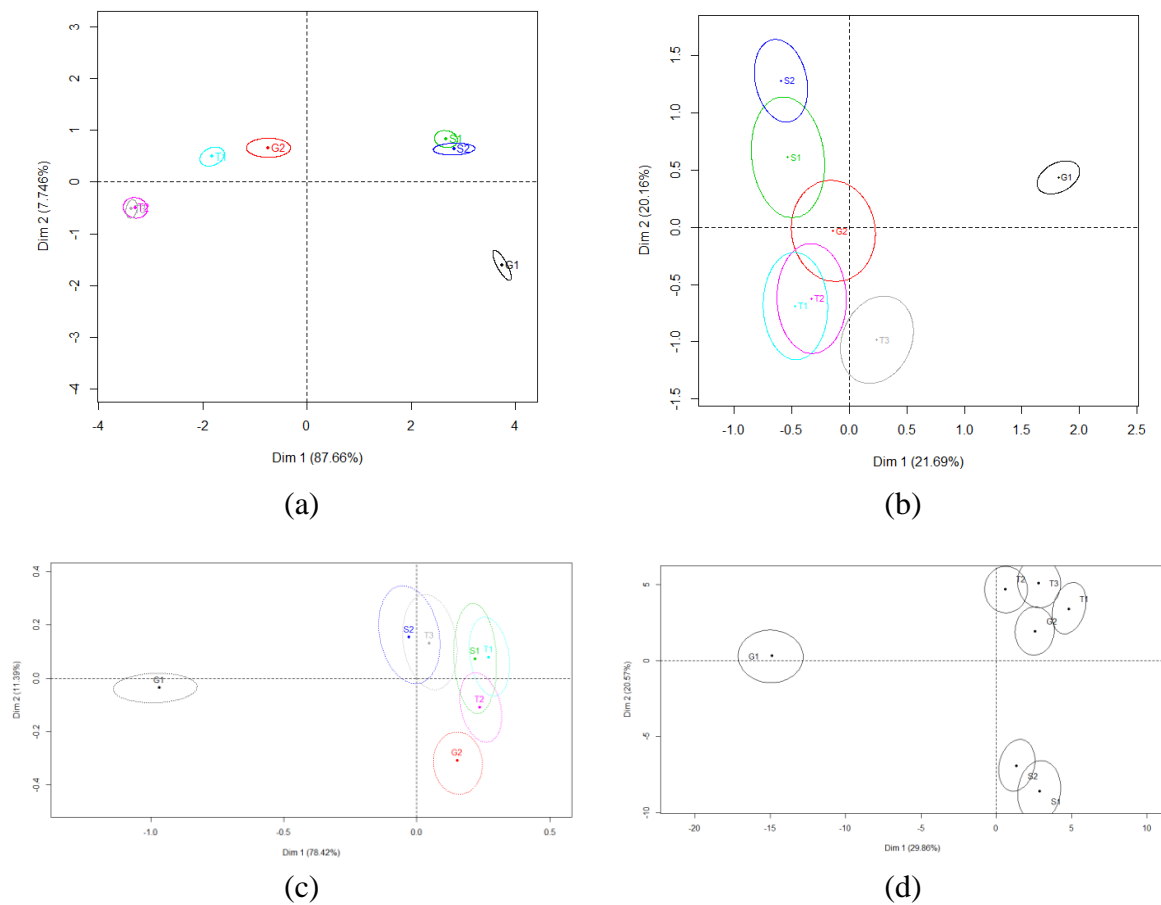 3
2
1
0
-1
-2
-3
-4
Dim 2 (7.746%)
S1
S2
G2
T1
T2
G1
-4 -2 0 2 4
Dim 1 (87.66%)
(a)
1.5
1.0
0.5
0.0
-0.5
-1.0
-1.5
Dim 2 (20.16%)
S2
S1
G1
G2
T2
T1
T3
-1.0 -0.5 0.0 0.5 1.0 1.5 2.0 2.5
Dim 1 (21.69%)
(b)
0.4
0.2
0.0
-0.2
-0.4
Dim 2 (11.39%)
S2
T3
S1
T1
G1
T2
G2
-1.0 -0.5 0.0 0.5
Dim 1 (78.42%)
(c)
5
0
-5
-10
Dim 2 (20.57%)
T2
T3
T1
G2
G1
S2
S1
-20 -15 -10 -5 0 5 10
Dim 1 (29.86%)
(d)